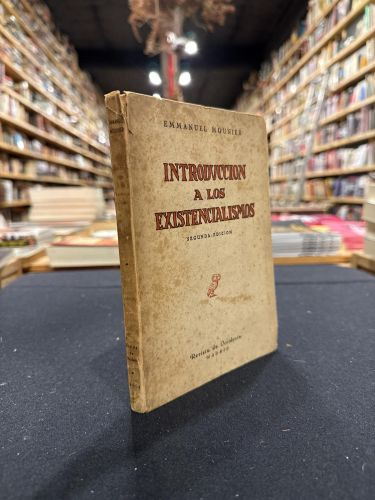 EMMANUEL MOUNIER
INTRODUCCION
A LOS
EXISTENCIALISMOS
SEGUNDA EDICION
Revista de Occidente
MADRID